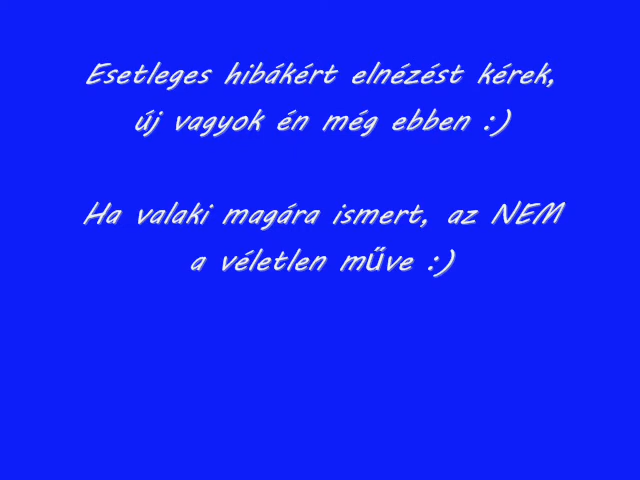 Esetleges hibákért elnézést kérek,
új vagyok én még ebben :)
Ha valaki magára ismert, az NEM
a véletlen műve :)